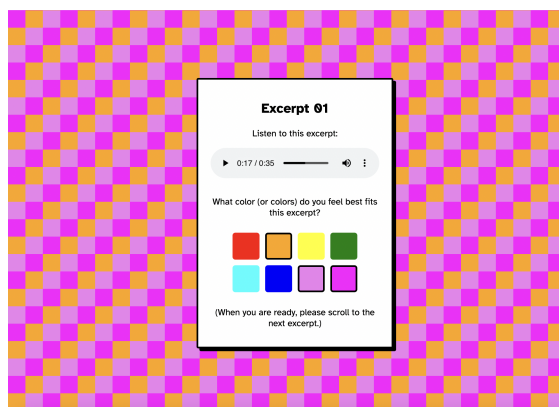 Excerpt 01
Listen to this excerpt:
0:17 / 0:35
What color (or colors) do you feel best fits
this excerpt?
(When you are ready, please scroll to the
next excerpt.)